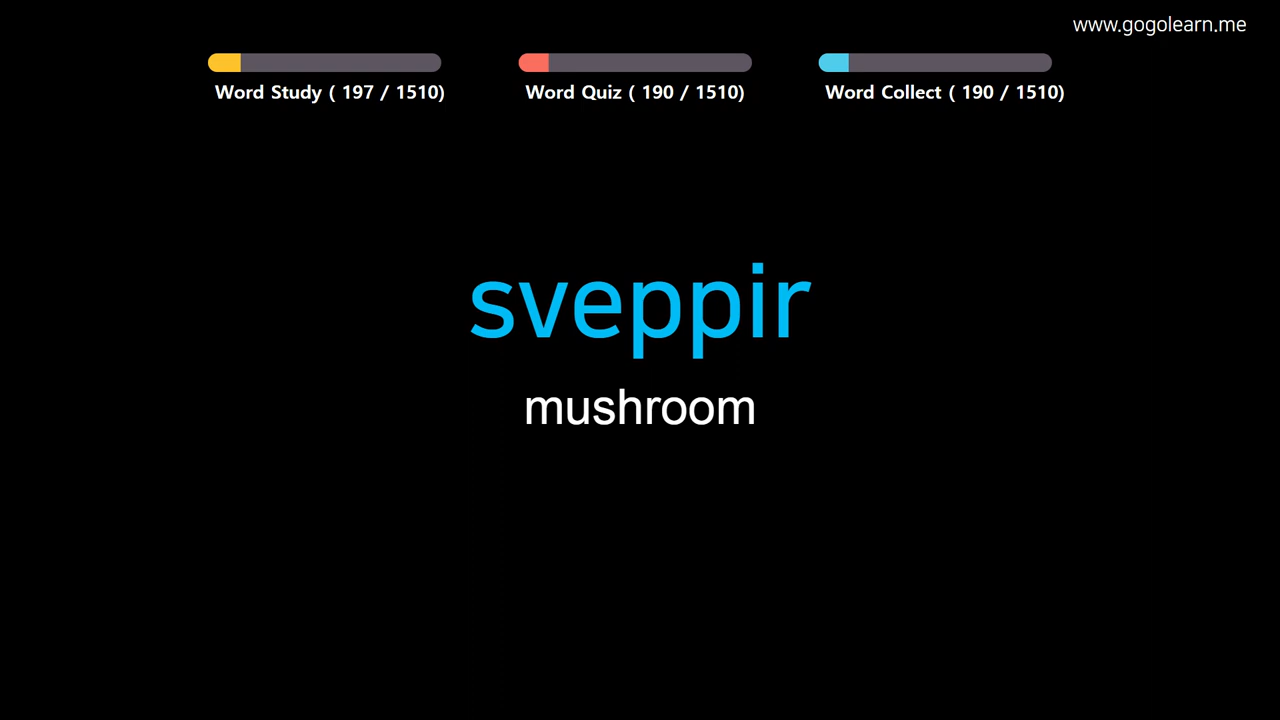 www.gogolearn.me
Word Study ( 197 / 1510)
Word Quiz ( 190 / 1510)
Word Collect ( 190 / 1510)
sveppir
mushroom